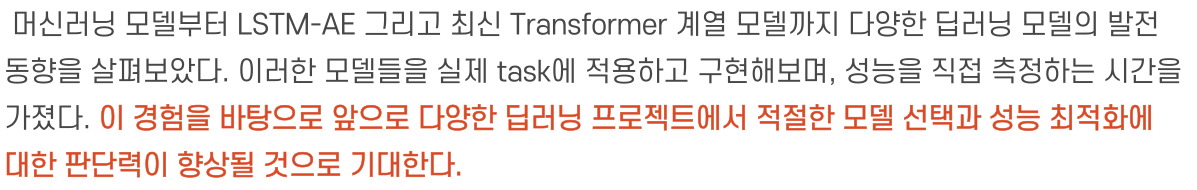 머신러닝 모델부터 LSTM-AE 그리고 최신 Transformer 계열 모델까지 다양한 딥러닝 모델의 발전
동향을 살펴보았다. 이러한 모델들을 실제 task에 적용하고 구현해보며, 성능을 직접 측정하는 시간을
가졌다. 이 경험을 바탕으로 앞으로 다양한 딥러닝 프로젝트에서 적절한 모델 선택과 성능 최적화에
대한 판단력이 향상될 것으로 기대한다.